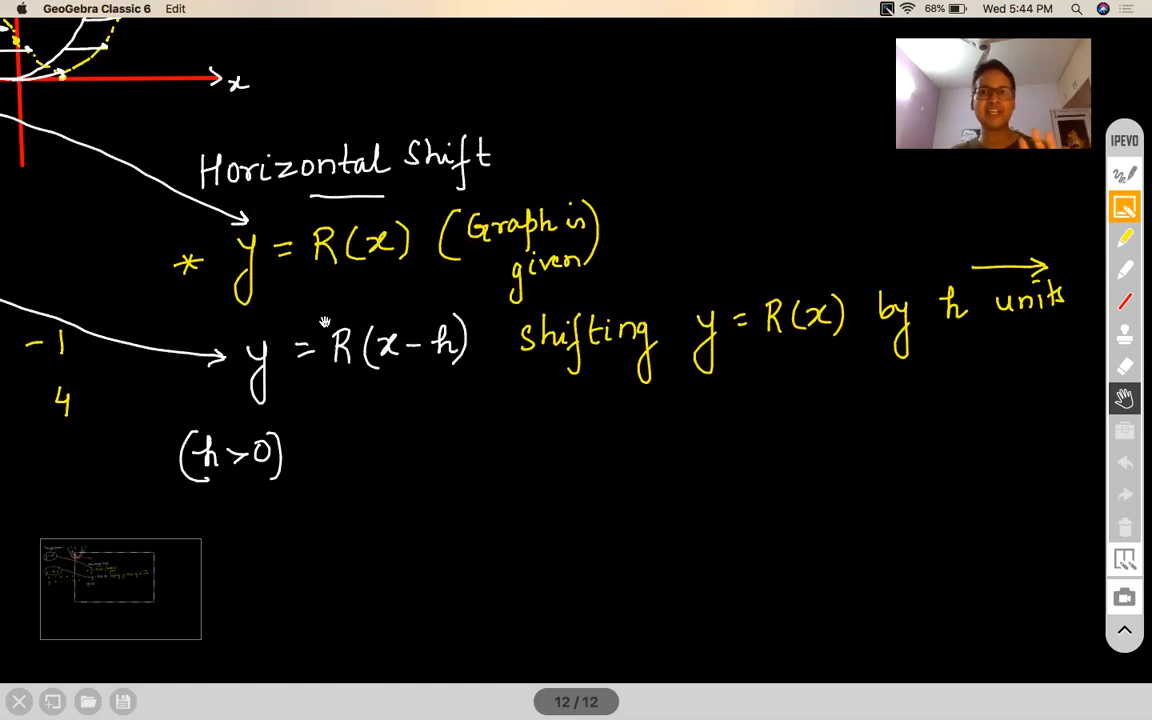 GeoGebra Classic 6 Edit 68% Wed 5:44 PM
x
IPEVO
Horizontal Shift
* y = R(x) (Graph is
given)
y = R(x-h) shifting y = R(x) by h units
-1
4
(h>0)
12 / 12